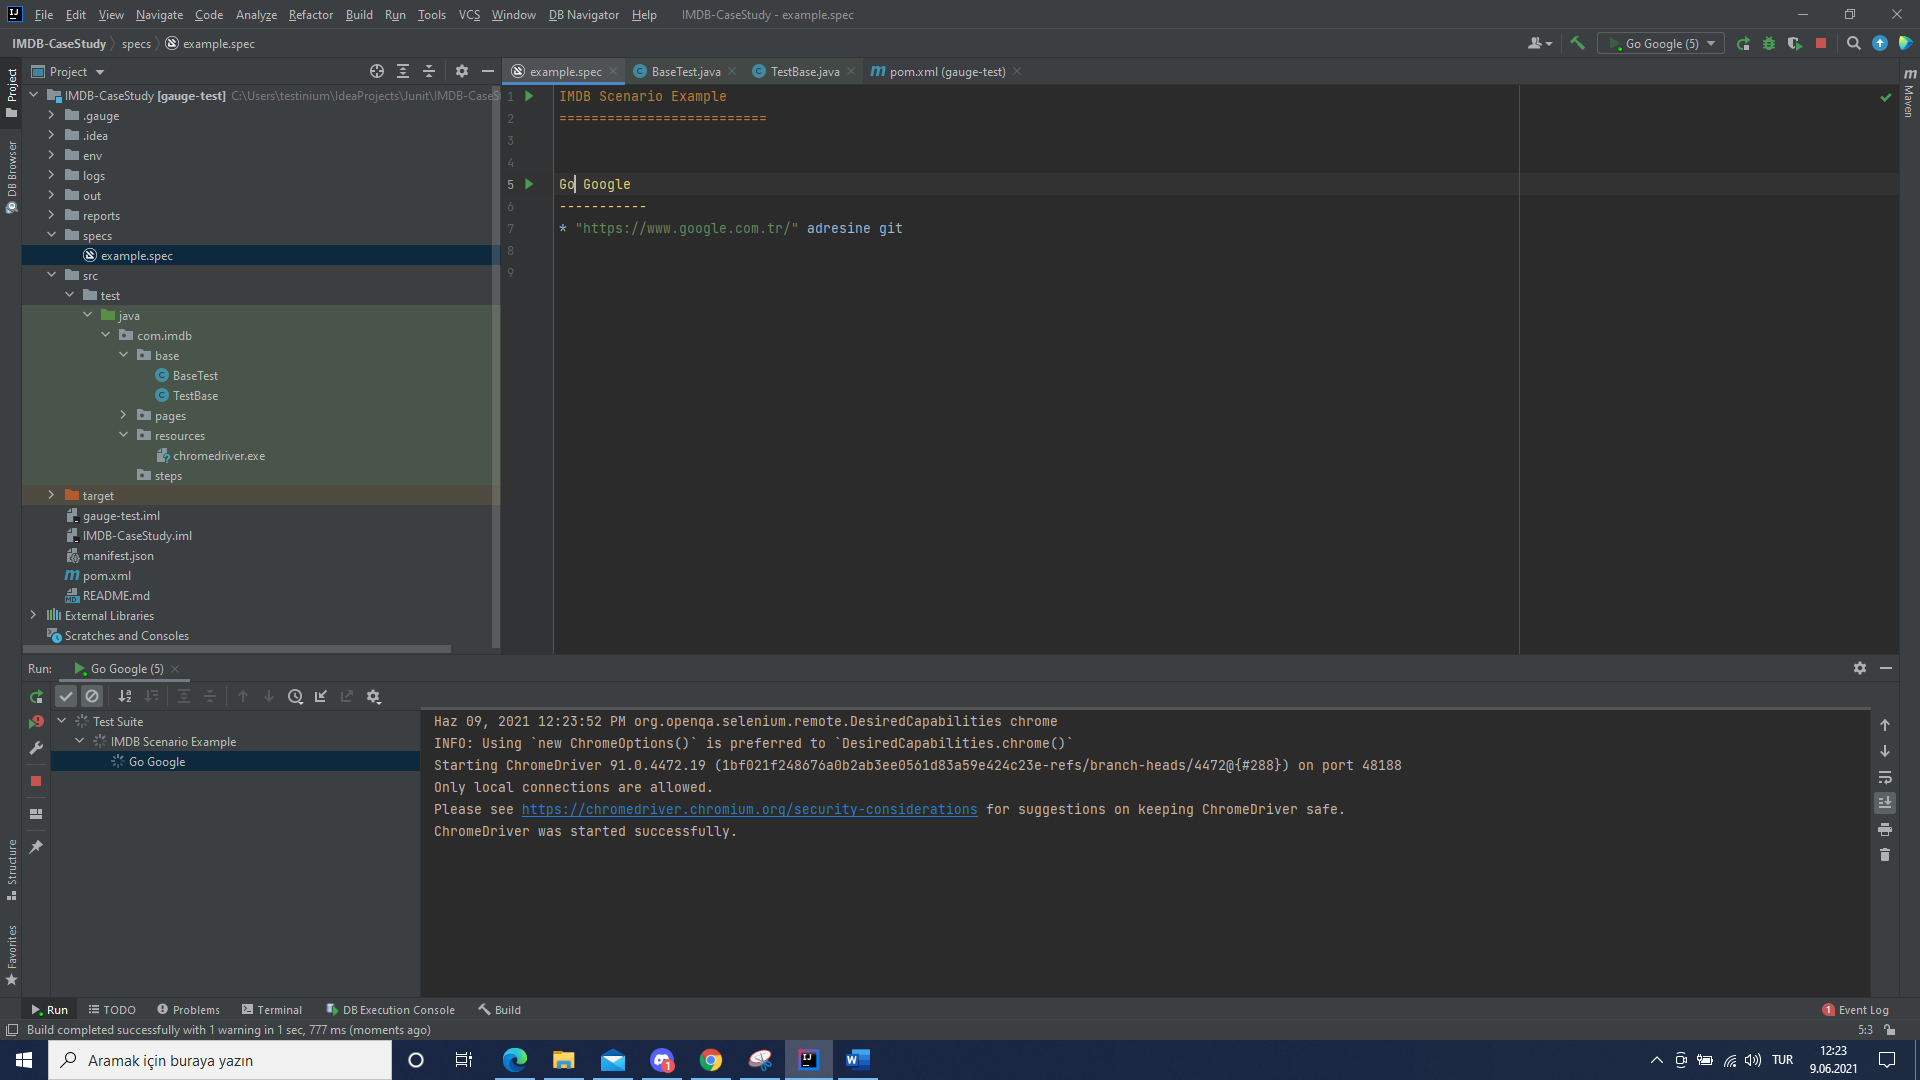 File Edit View Navigate Code Analyze Refactor Build Run Tools VCS Window DB Navigator Help IMDB-CaseStudy - example.spec
IMDB-CaseStudy specs example.spec
Go Google (5)
Project
example.spec
BaseTest.java
TestBase.java
pom.xml (gauge-test)
Project
DB Browser
Structure
Favorites
Maven
IMDB-CaseStudy [gauge-test] C:\Users\testinium\IdeaProjects\Junit\IMDB-CaseS
.gauge
.idea
env
logs
out
reports
specs
example.spec
src
test
java
com.imdb
base
BaseTest
TestBase
pages
resources
chromedriver.exe
steps
target
gauge-test.iml
IMDB-CaseStudy.iml
manifest.json
pom.xml
README.md
External Libraries
Scratches and Consoles
1 IMDB Scenario Example
2 ==========================
3
4
5 Go Google
6 -----------
7 * "https://www.google.com.tr/" adresine git
8
9
Run: Go Google (5)
Test Suite
IMDB Scenario Example
Go Google
Haz 09, 2021 12:23:52 PM org.openqa.selenium.remote.DesiredCapabilities chrome
INFO: Using `new ChromeOptions()` is preferred to `DesiredCapabilities.chrome()`
Starting ChromeDriver 91.0.4472.19 (1bf021f248676a0b2ab3ee0561d83a59e424c23e-refs/branch-heads/4472@{#288}) on port 48188
Only local connections are allowed.
Please see https://chromedriver.chromium.org/security-considerations for suggestions on keeping ChromeDriver safe.
ChromeDriver was started successfully.
Run TODO Problems Terminal DB Execution Console Build
1 Event Log
Build completed successfully with 1 warning in 1 sec, 777 ms (moments ago)
5:3
Aramak için buraya yazın
TUR
12:23
9.06.2021